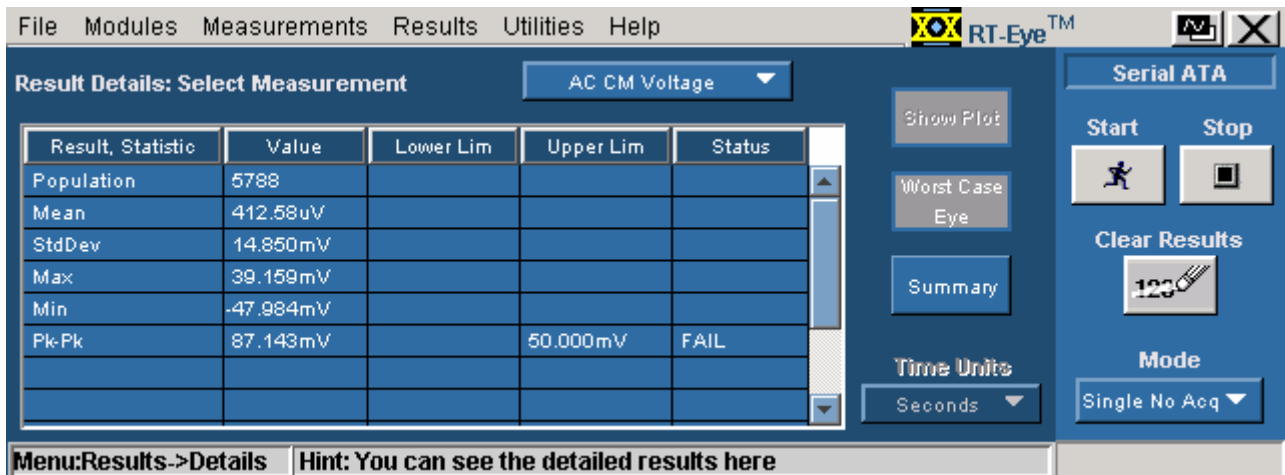 File Modules Measurements Results Utilities Help
RT-Eye™
Result Details: Select Measurement
AC CM Voltage
Result, Statistic Value Lower Lim Upper Lim Status
Population 5788
Mean 412.58uV
StdDev 14.850mV
Max 39.159mV
Min -47.984mV
Pk-Pk 87.143mV 50.000mV FAIL
Show Plot
Worst Case
Eye
Summary
Time Units
Seconds
Serial ATA
Start Stop
Clear Results
123
Mode
Single No Acq
Menu:Results->Details
Hint: You can see the detailed results here